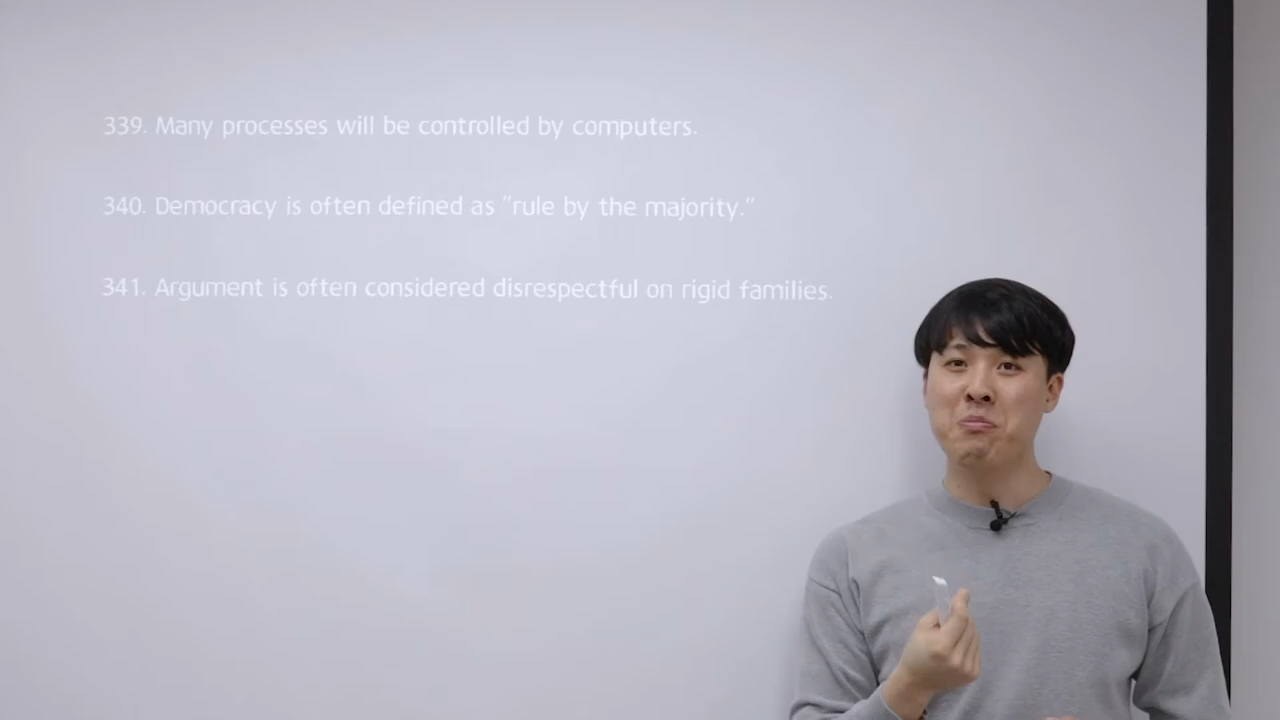 339. Many processes will be controlled by computers.
340. Democracy is often defined as "rule by the majority."
341. Argument is often considered disrespectful on rigid families.